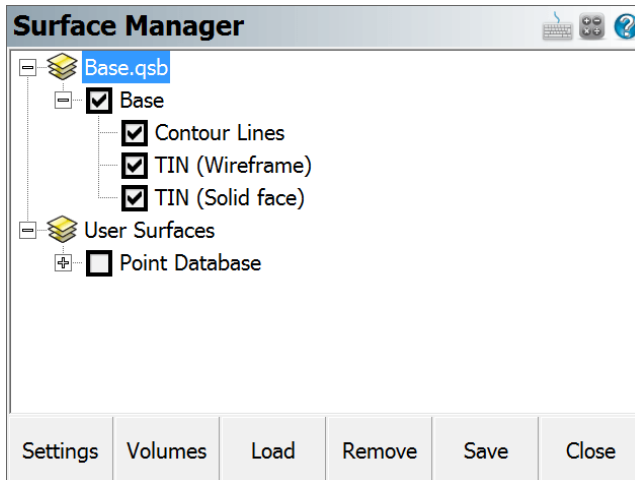 Surface Manager
Base.qsb
Base
Contour Lines
TIN (Wireframe)
TIN (Solid face)
User Surfaces
Point Database
Settings Volumes Load Remove Save Close